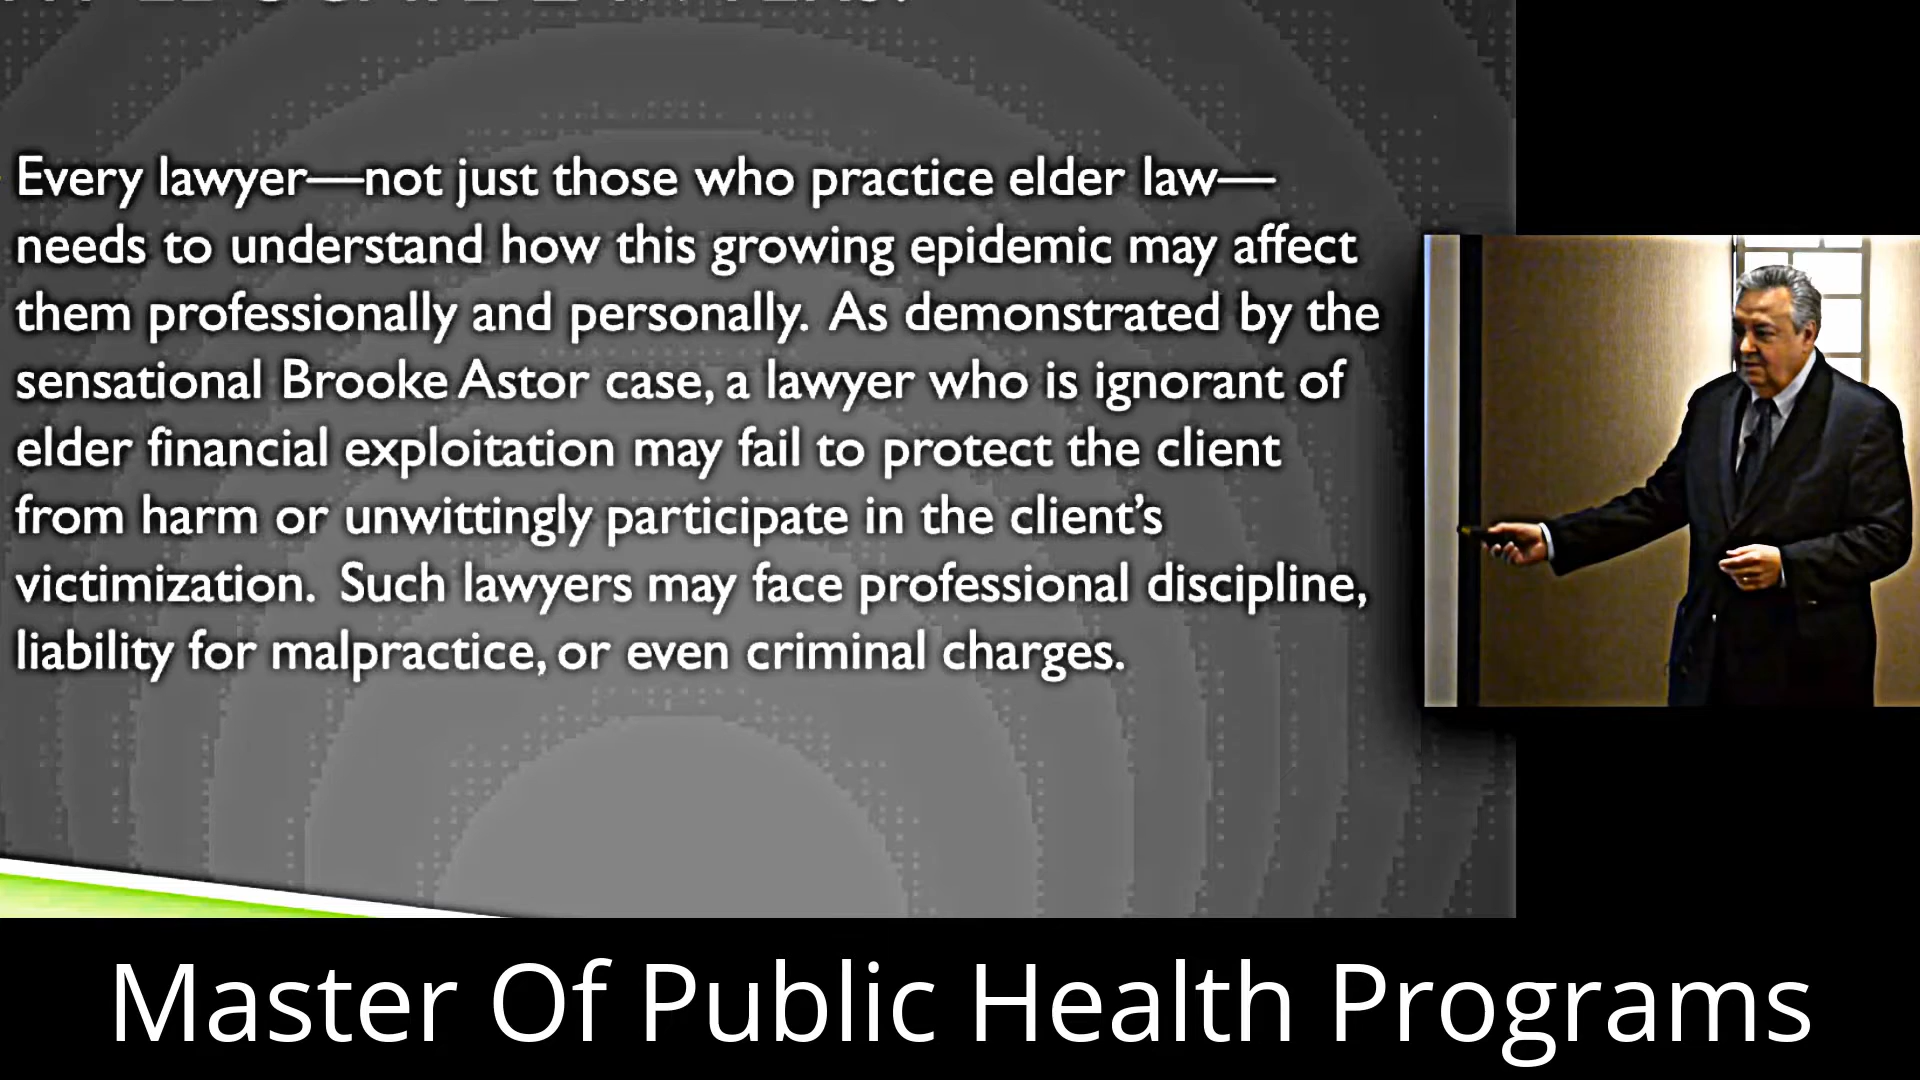 Every lawyer—not just those who practice elder law—
needs to understand how this growing epidemic may affect
them professionally and personally. As demonstrated by the
sensational Brooke Astor case, a lawyer who is ignorant of
elder financial exploitation may fail to protect the client
from harm or unwittingly participate in the client’s
victimization. Such lawyers may face professional discipline,
liability for malpractice, or even criminal charges.
Master Of Public Health Programs